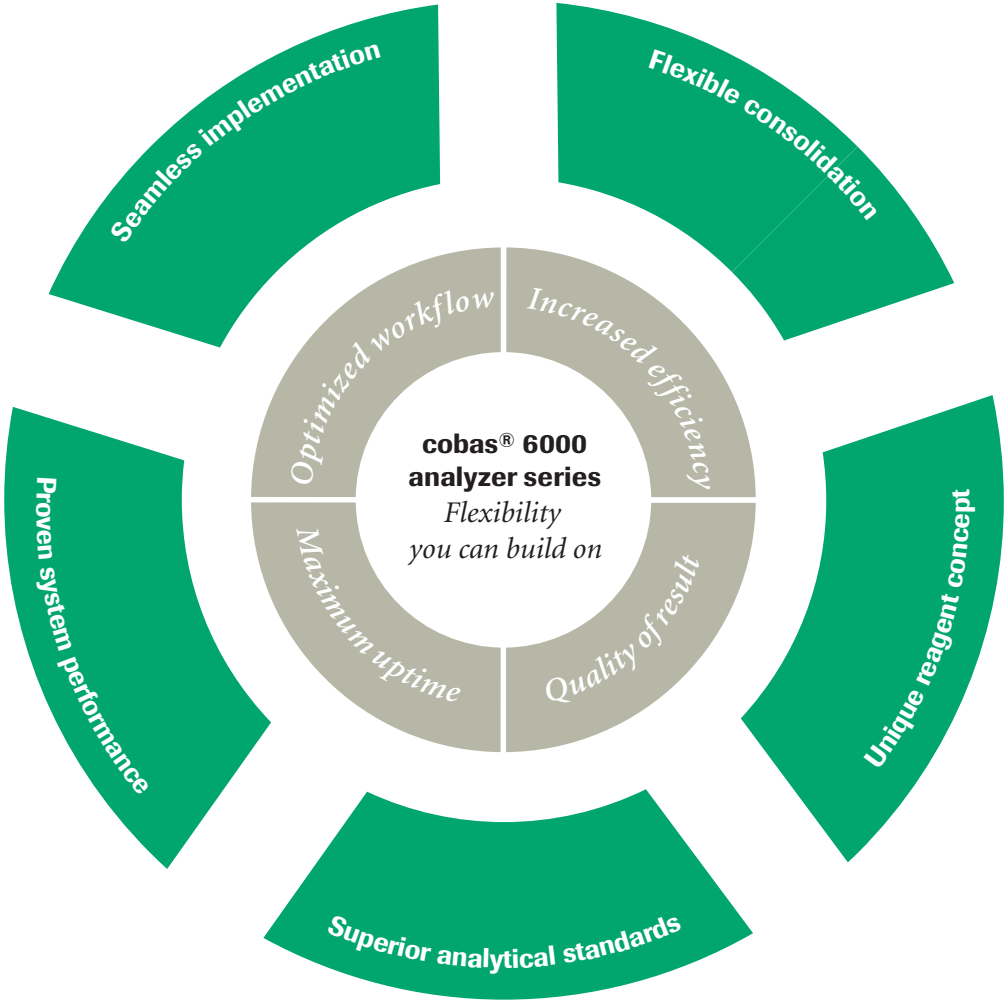 Seamless implementation
Flexible consolidation
Optimized workflow
Increased efficiency
cobas® 6000
analyzer series
Flexibility
you can build on
Proven system performance
Unique reagent concept
Maximum uptime
Quality of result
Superior analytical standards